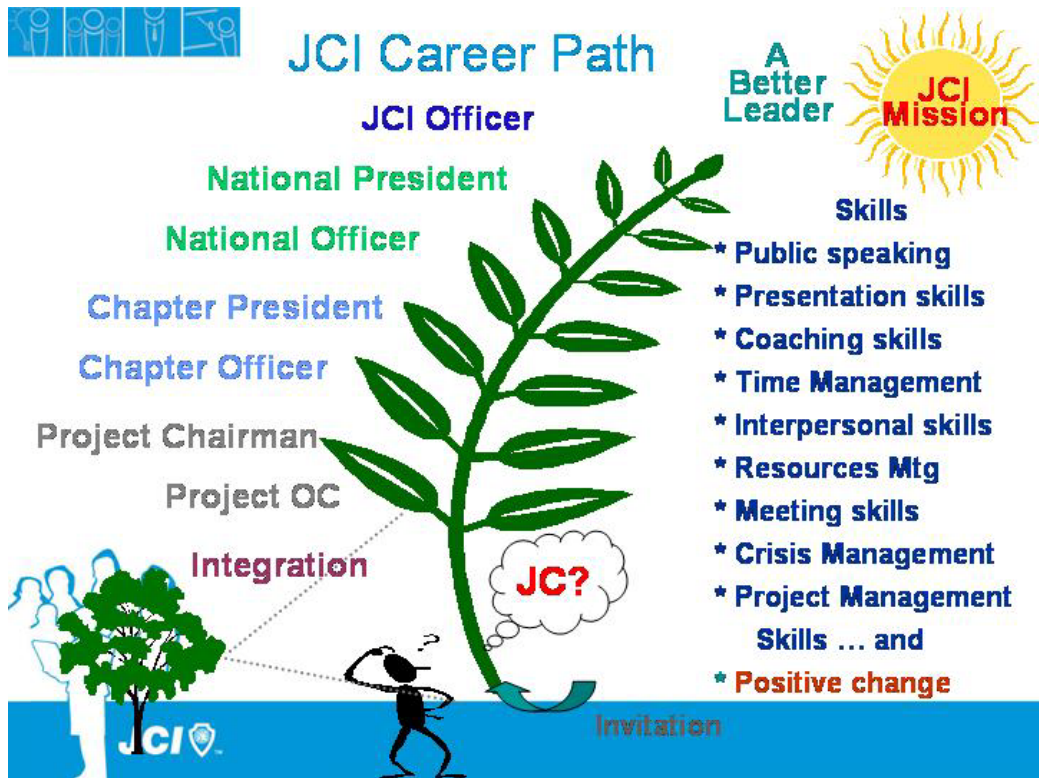 JCI Career Path
A
Better
Leader
JCI
Mission
JCI Officer
National President
National Officer
Chapter President
Chapter Officer
Project Chairman
Project OC
Integration
JC?
Invitation
Skills
* Public speaking
* Presentation skills
* Coaching skills
* Time Management
* Interpersonal skills
* Resources Mtg
* Meeting skills
* Crisis Management
* Project Management
Skills ... and
* Positive change
JCI